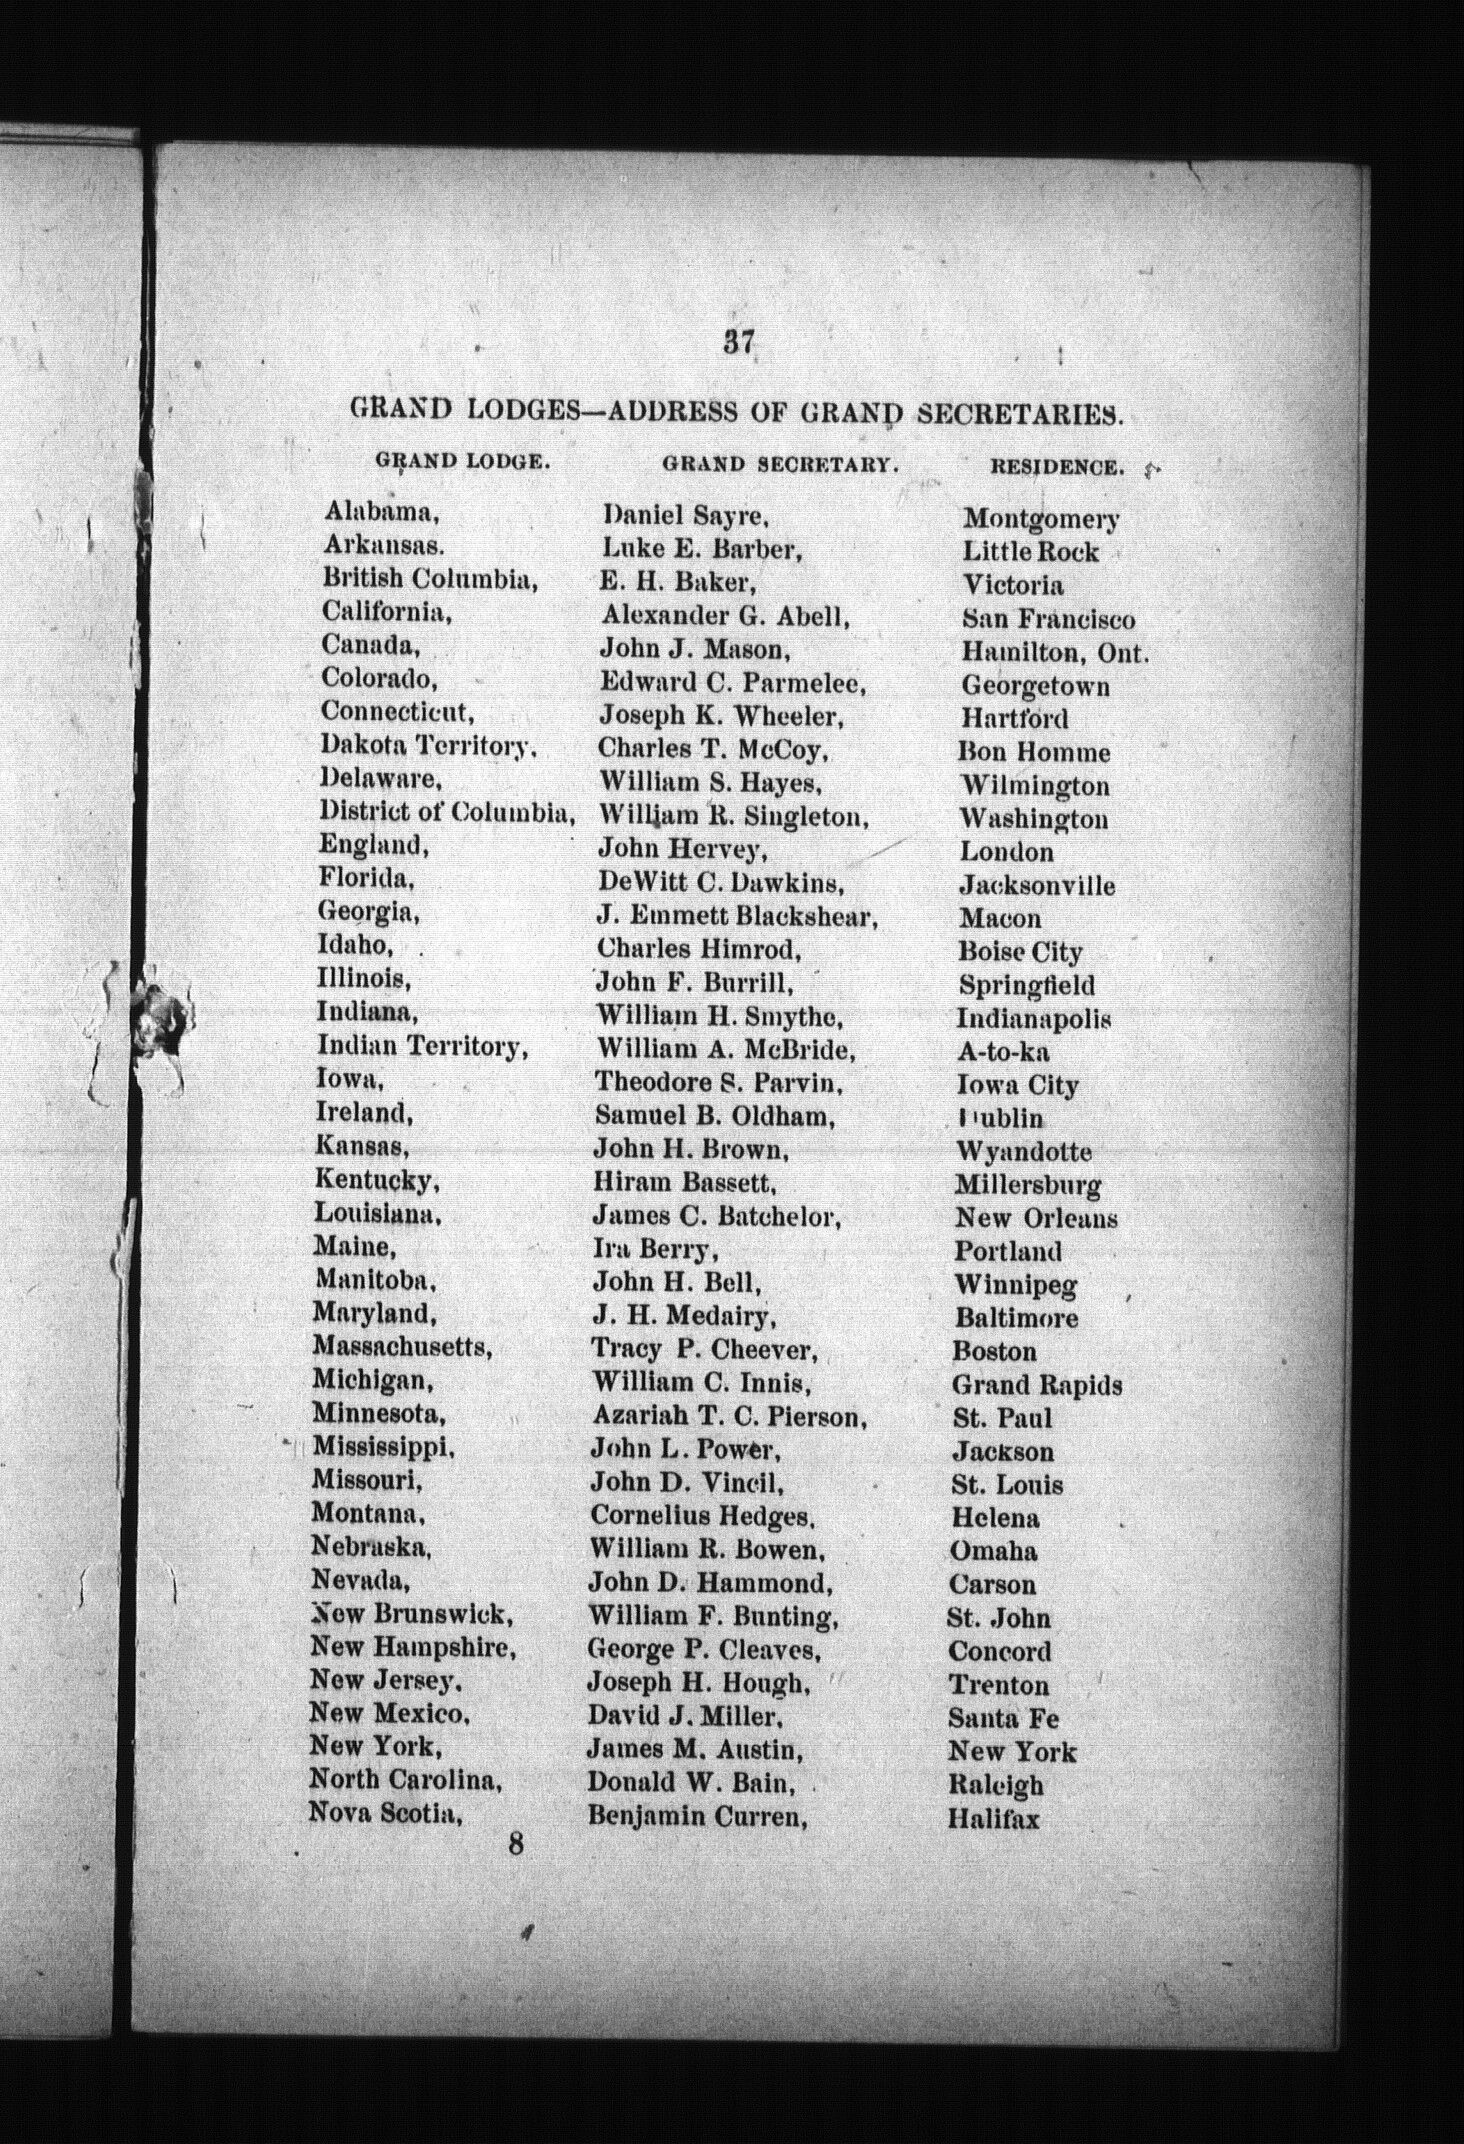 37
GRAND LODGES—ADDRESS OF GRAND SECRETARIES.
GRAND LODGE. GRAND SECRETARY. RESIDENCE.
Alabama, Daniel Sayre, Montgomery
Arkansas. Luke E. Barber, Little Rock
British Columbia, E. H. Baker, Victoria
California, Alexander G. Abell, San Francisco
Canada, John J. Mason, Hamilton, Ont.
Colorado, Edward C. Parmelee, Georgetown
Connecticut, Joseph K. Wheeler, Hartford
Dakota Territory, Charles T. McCoy, Bon Homme
Delaware, William S. Hayes, Wilmington
District of Columbia, William R. Singleton, Washington
England, John Hervey, London
Florida, DeWitt C. Dawkins, Jacksonville
Georgia, J. Emmett Blackshear, Macon
Idaho, Charles Himrod, Boise City
Illinois, John F. Burrill, Springfield
Indiana, William H. Smythe, Indianapolis
Indian Territory, William A. McBride, A-to-ka
Iowa, Theodore S. Parvin, Iowa City
Ireland, Samuel B. Oldham, Dublin
Kansas, John H. Brown, Wyandotte
Kentucky, Hiram Bassett, Millersburg
Louisiana, James C. Batchelor, New Orleans
Maine, Ira Berry, Portland
Manitoba, John H. Bell, Winnipeg
Maryland, J. H. Medairy, Baltimore
Massachusetts, Tracy P. Cheever, Boston
Michigan, William C. Innis, Grand Rapids
Minnesota, Azariah T. C. Pierson, St. Paul
Mississippi, John L. Power, Jackson
Missouri, John D. Vincil, St. Louis
Montana, Cornelius Hedges, Helena
Nebraska, William R. Bowen, Omaha
Nevada, John D. Hammond, Carson
New Brunswick, William F. Bunting, St. John
New Hampshire, George P. Cleaves, Concord
New Jersey, Joseph H. Hough, Trenton
New Mexico, David J. Miller, Santa Fe
New York, James M. Austin, New York
North Carolina, Donald W. Bain, Raleigh
Nova Scotia, Benjamin Curren, Halifax
8